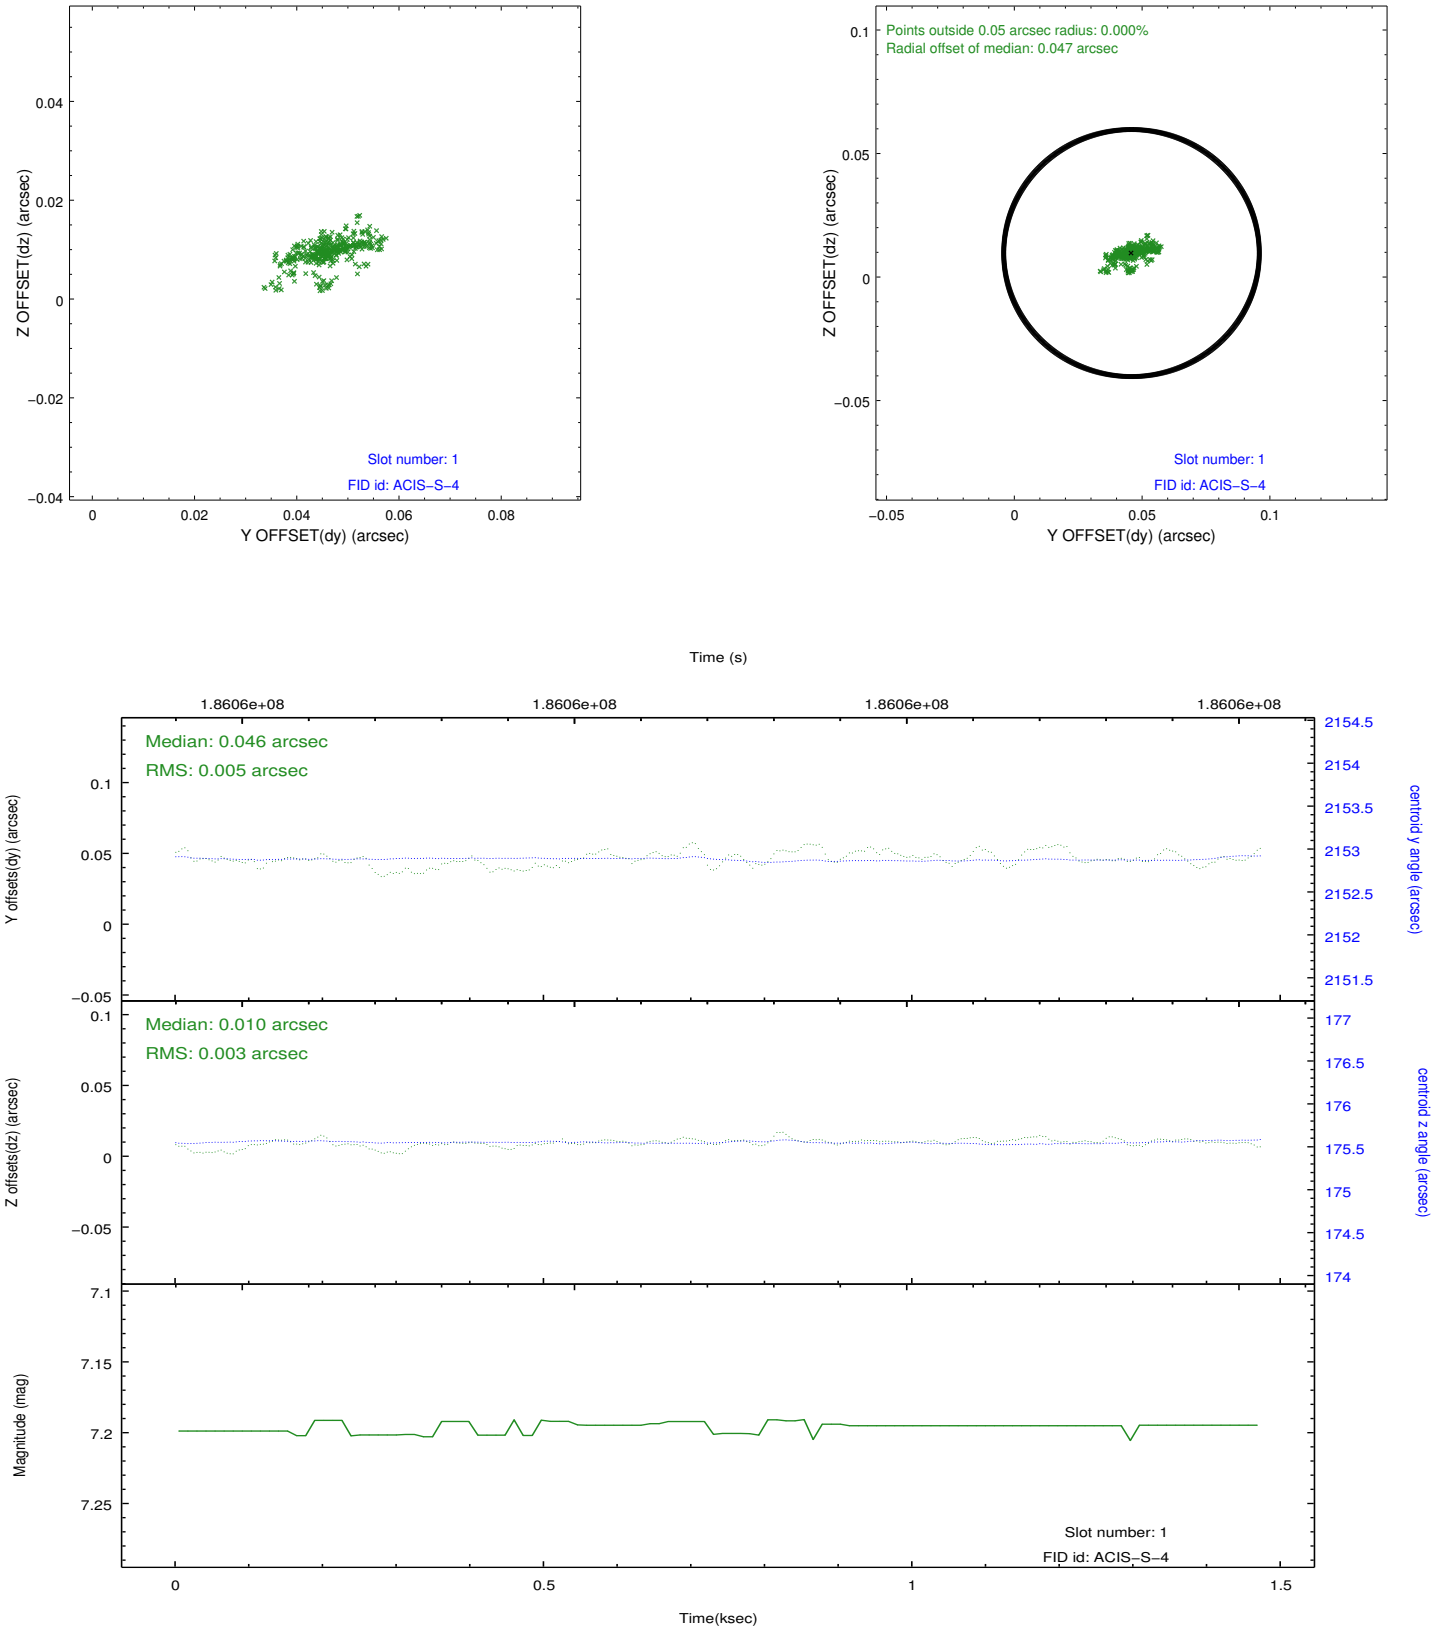 0.04
0.02
0
−0.02
−0.04
Z OFFSET(dz) (arcsec)
Slot number: 1
FID id: ACIS−S−4
0 0.02 0.04 0.06 0.08
Y OFFSET(dy) (arcsec)
Points outside 0.05 arcsec radius: 0.000%
Radial offset of median: 0.047 arcsec
0.1
0.05
0
−0.05
Z OFFSET(dz) (arcsec)
Slot number: 1
FID id: ACIS−S−4
−0.05 0 0.05 0.1
Y OFFSET(dy) (arcsec)
Time (s)
1.8606e+08 1.8606e+08 1.8606e+08 1.8606e+08
Median: 0.046 arcsec
RMS: 0.005 arcsec
0.1
0.05
0
−0.05
Y offsets(dy) (arcsec)
2154.5
2154
2153.5
2153
2152.5
2152
2151.5
centroid y angle (arcsec)
Median: 0.010 arcsec
RMS: 0.003 arcsec
0.1
0.05
0
−0.05
Z offsets(dz) (arcsec)
177
176.5
176
175.5
175
174.5
174
centroid z angle (arcsec)
7.1
7.15
7.2
7.25
Magnitude (mag)
Slot number: 1
FID id: ACIS−S−4
0 0.5 1 1.5
Time(ksec)